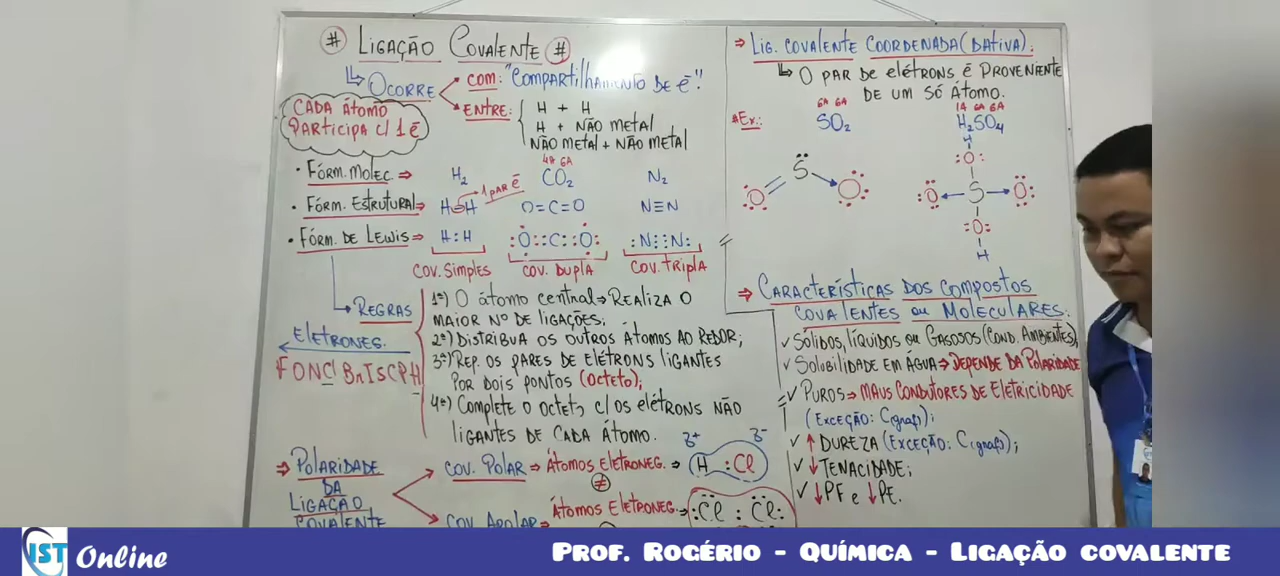 # LIGAÇÃO COVALENTE #
↳ OCORRE
COM: "COMPARTILHAMENTO DE ē"!
ENTRE: H + H
H + NÃO METAL
NÃO METAL + NÃO METAL
CADA ÁTOMO
PARTICIPA C/ 1 ē
• FÓRM. MOLEC ⇒ H₂ CO₂ N₂
4A 6A
• FÓRM. ESTRUTURAL ⇒ H-H O=C=O N≡N
1 PAR ē
• FÓRM. DE LEWIS ⇒ H:H :O::C::O: :N:::N:
COV. SIMPLES COV. DUPLA COV. TRIPLA
REGRAS
1ª) O ÁTOMO CENTRAL → REALIZA O
MAIOR Nº DE LIGAÇÕES;
2ª) DISTRIBUA OS OUTROS ÁTOMOS AO REDOR;
3ª) REP. OS PARES DE ELÉTRONS LIGANTES
POR DOIS PONTOS (OCTETO);
4ª) COMPLETE O OCTETO C/ OS ELÉTRONS NÃO
LIGANTES DE CADA ÁTOMO.
ELETRONEG.
FONCl BrISCPH
⇒ POLARIDADE
DA
LIGAÇÃO
COVALENTE
COV. POLAR ⇒ ÁTOMOS ELETRONEG. → H :Cl
≠
δ+ δ-
COV. APOLAR ⇒ ÁTOMOS ELETRONEG. → :Cl : Cl:
⇒ LIG. COVALENTE COORDENADA (DATIVA):
↳ O PAR DE ELÉTRONS É PROVENIENTE
DE UM SÓ ÁTOMO.
6A 6A 1A 6A 6A
*EX: SO₂ H₂SO₄
S
O O
H
O
O S O
O
H
⇒ CARACTERÍSTICAS DOS COMPOSTOS
COVALENTES OU MOLECULARES:
✓ SÓLIDOS, LÍQUIDOS OU GASOSOS (COND. AMBIENTES);
✓ SOLUBILIDADE EM ÁGUA ⇒ DEPENDE DA POLARIDADE
✓ PUROS ⇒ MAUS CONDUTORES DE ELETRICIDADE
(EXCEÇÃO: C(graf));
✓ ↑ DUREZA (EXCEÇÃO: C(graf));
✓ ↓ TENACIDADE;
✓ ↓ PF e ↓ PE.
IST Online
PROF. ROGÉRIO - QUÍMICA - LIGAÇÃO COVALENTE